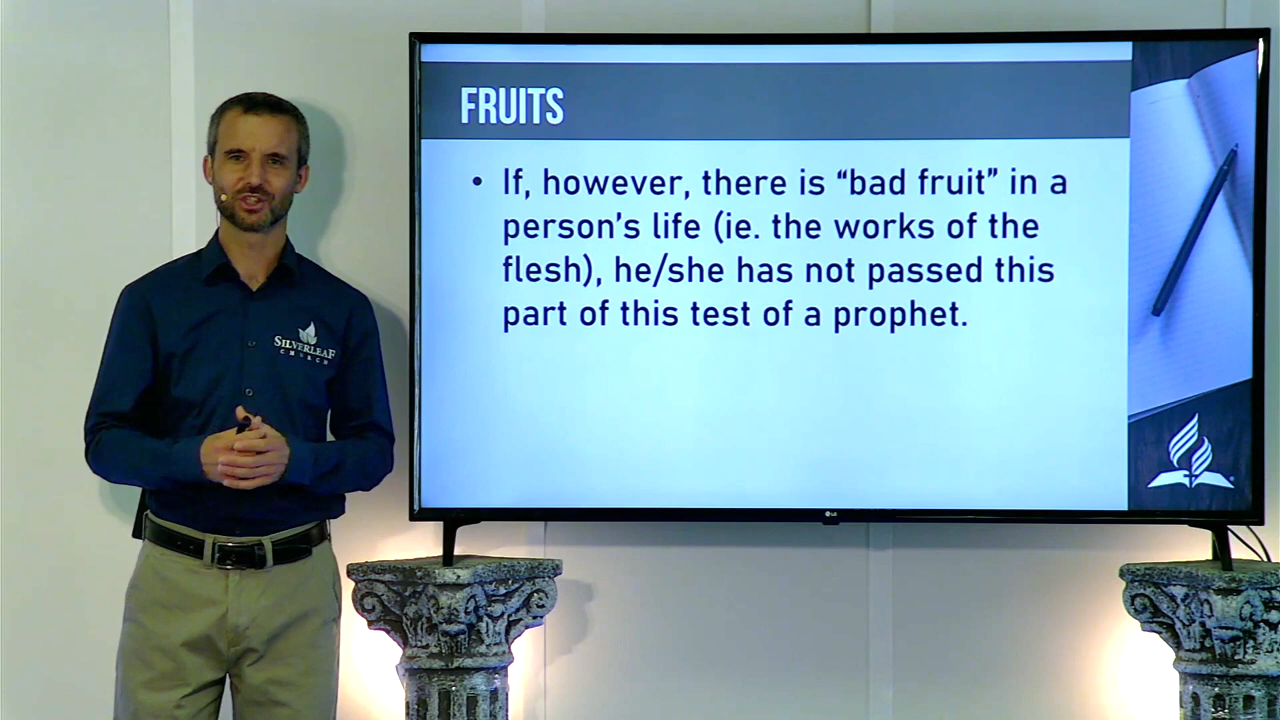 FRUITS
• If, however, there is “bad fruit” in a
person’s life (ie. the works of the
flesh), he/she has not passed this
part of this test of a prophet.
SILVERLEAF
CHURCH
LG